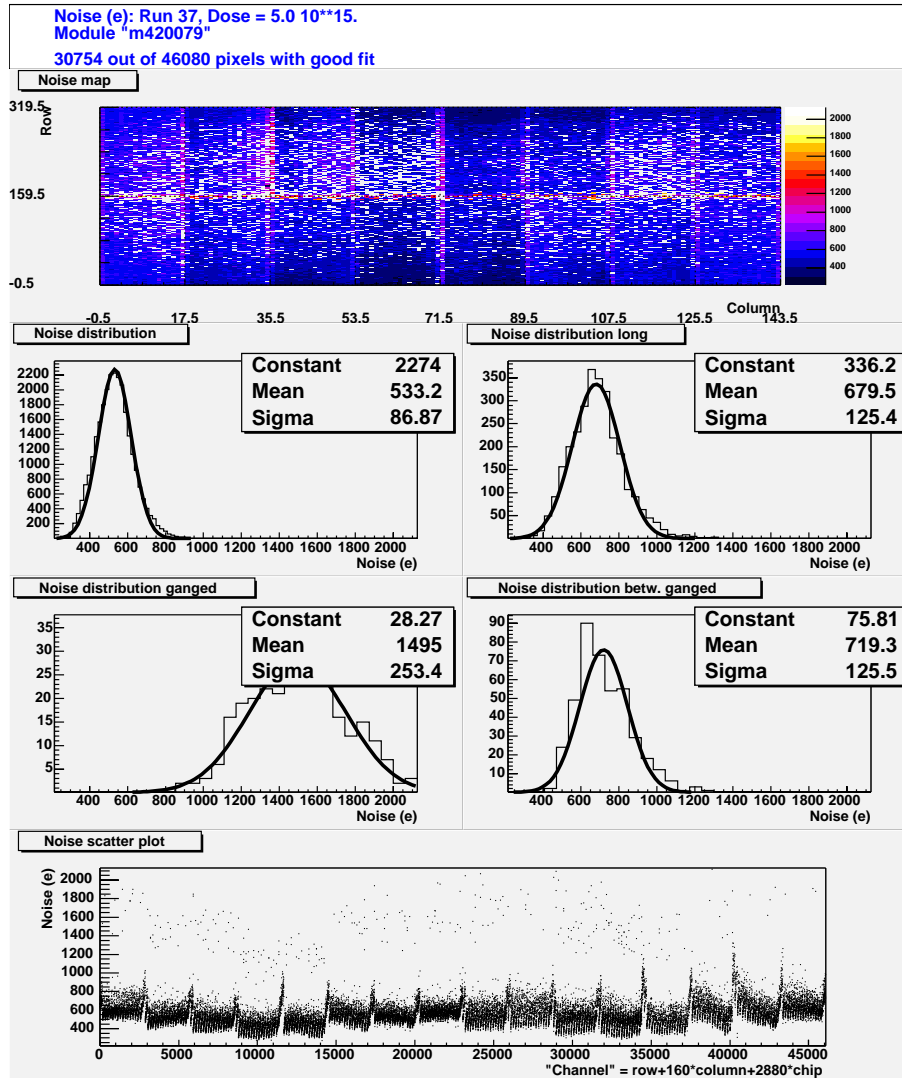 Noise (e): Run 37, Dose = 5.0 10**15.
Module "m420079"
30754 out of 46080 pixels with good fit
Noise map
Row
319.5
159.5
-0.5
-0.5 17.5 35.5 53.5 71.5 89.5 107.5 125.5 143.5
Column
2000
1800
1600
1400
1200
1000
800
600
400
Noise distribution
Constant 2274
Mean 533.2
Sigma 86.87
2200
2000
1800
1600
1400
1200
1000
800
600
400
200
400 600 800 1000 1200 1400 1600 1800 2000
Noise (e)
Noise distribution long
Constant 336.2
Mean 679.5
Sigma 125.4
350
300
250
200
150
100
50
400 600 800 1000 1200 1400 1600 1800 2000
Noise (e)
Noise distribution ganged
Constant 28.27
Mean 1495
Sigma 253.4
35
30
25
20
15
10
5
400 600 800 1000 1200 1400 1600 1800 2000
Noise (e)
Noise distribution betw. ganged
Constant 75.81
Mean 719.3
Sigma 125.5
90
80
70
60
50
40
30
20
10
400 600 800 1000 1200 1400 1600 1800 2000
Noise (e)
Noise scatter plot
Noise (e)
2000
1800
1600
1400
1200
1000
800
600
400
0 5000 10000 15000 20000 25000 30000 35000 40000 45000
"Channel" = row+160*column+2880*chip